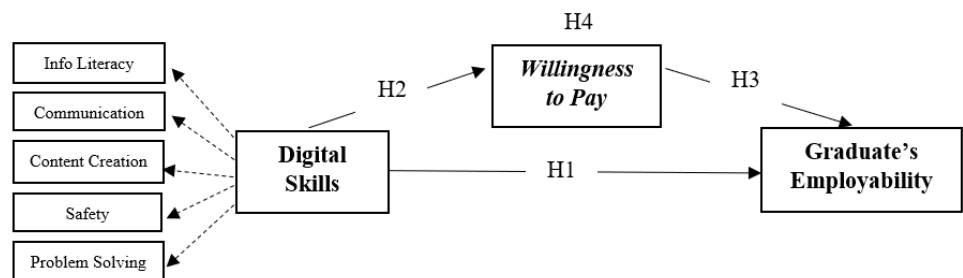 H4
Info Literacy
Communication
Content Creation
Safety
Problem Solving
Digital
Skills
H2
Willingness
to Pay
H3
H1
Graduate's
Employability